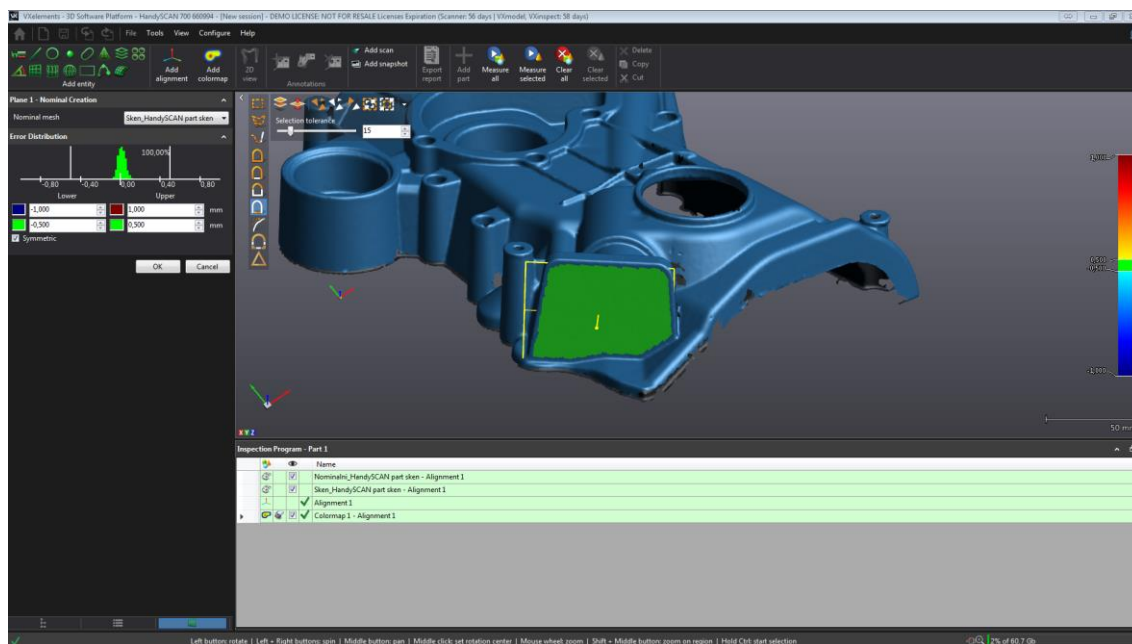 VXelements - 3D Software Platform - HandySCAN 700 660994 - [New session] - DEMO LICENSE: NOT FOR RESALE Licenses Expiration (Scanner: 56 days | VXmodel, VXinspect: 58 days)
File Tools View Configure Help
Add entity
Add alignment
Add colormap
2D view
Annotations
Add scan
Add snapshot
Export report
Add part
Measure all
Measure selected
Clear all
Clear selected
Delete
Copy
Cut
Plane 1 - Nominal Creation
Nominal mesh Sken_HandySCAN part sken
Error Distribution
100,00%
-0,80 -0,40 0,00 0,40 0,80
Lower Upper
-1,000 1,000 mm
-0,500 0,500 mm
Symmetric
OK Cancel
Selection tolerance
15
1,000
0,500
-0,500
-1,000
50 mm
X Y Z
Inspection Program - Part 1
Name
Nominalni_HandySCAN part sken - Alignment 1
Sken_HandySCAN part sken - Alignment 1
Alignment 1
Colormap 1 - Alignment 1
Left button: rotate | Left + Right buttons: spin | Middle button: pan | Middle click: set rotation center | Mouse wheel: zoom | Shift + Middle button: zoom on region | Hold Ctrl: start selection
2% of 60.7 Gb